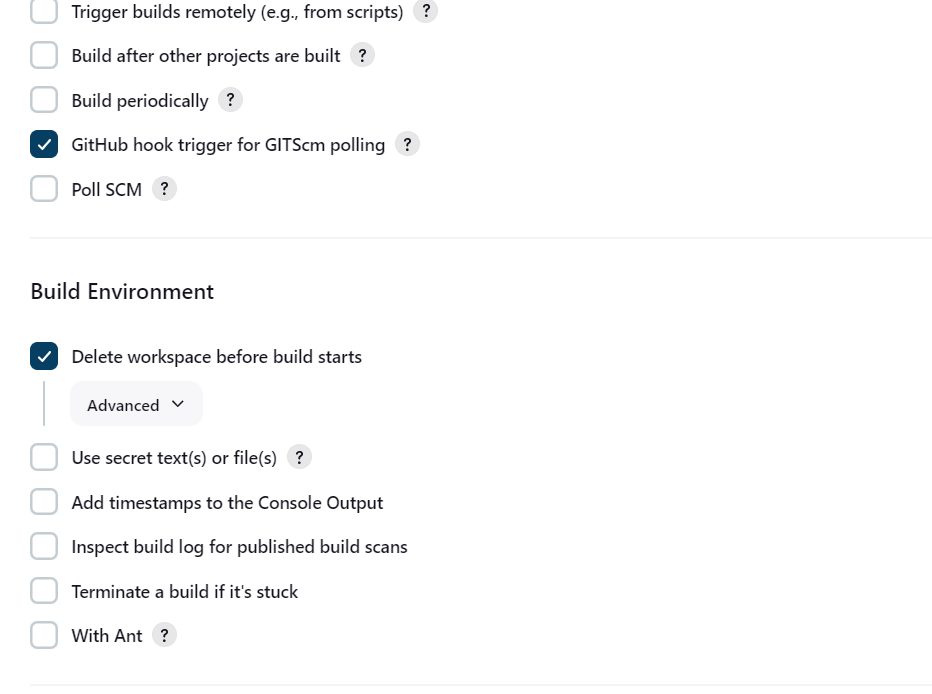 Trigger builds remotely (e.g., from scripts) ?
Build after other projects are built ?
Build periodically ?
GitHub hook trigger for GITScm polling ?
Poll SCM ?
Build Environment
Delete workspace before build starts
Advanced
Use secret text(s) or file(s) ?
Add timestamps to the Console Output
Inspect build log for published build scans
Terminate a build if it's stuck
With Ant ?